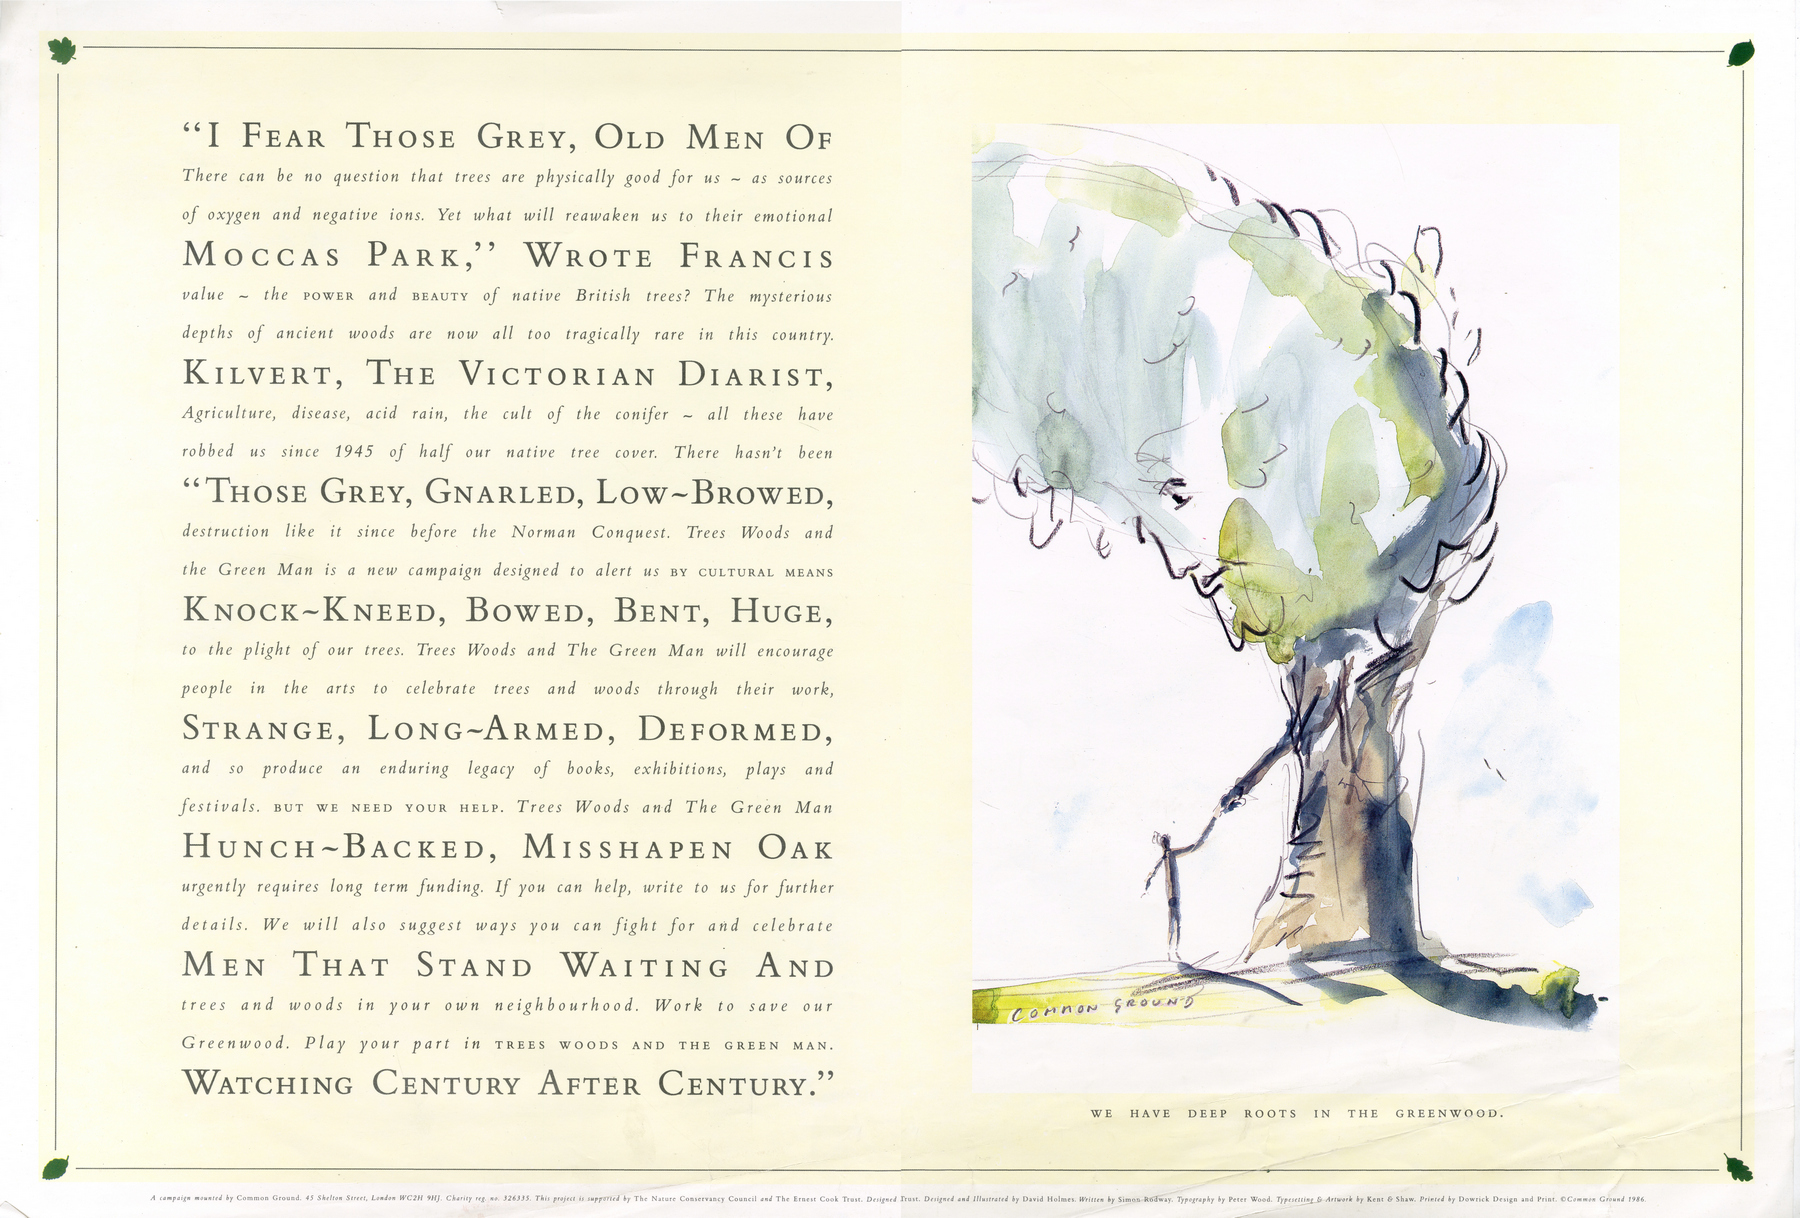 “I Fear Those Grey, Old Men Of
There can be no question that trees are physically good for us ~ as sources
of oxygen and negative ions. Yet what will reawaken us to their emotional
Moccas Park,” Wrote Francis
value ~ the POWER and BEAUTY of native British trees? The mysterious
depths of ancient woods are now all too tragically rare in this country.
Kilvert, The Victorian Diarist,
Agriculture, disease, acid rain, the cult of the conifer ~ all these have
robbed us since 1945 of half our native tree cover. There hasn't been
“Those Grey, Gnarled, Low~Browed,
destruction like it since before the Norman Conquest. Trees Woods and
the Green Man is a new campaign designed to alert us BY CULTURAL MEANS
Knock~Kneed, Bowed, Bent, Huge,
to the plight of our trees. Trees Woods and The Green Man will encourage
people in the arts to celebrate trees and woods through their work,
Strange, Long~Armed, Deformed,
and so produce an enduring legacy of books, exhibitions, plays and
festivals. BUT WE NEED YOUR HELP. Trees Woods and The Green Man
Hunch~Backed, Misshapen Oak
urgently requires long term funding. If you can help, write to us for further
details. We will also suggest ways you can fight for and celebrate
Men That Stand Waiting And
trees and woods in your own neighbourhood. Work to save our
Greenwood. Play your part in TREES WOODS AND THE GREEN MAN.
Watching Century After Century.”
COMMON GROUND
WE HAVE DEEP ROOTS IN THE GREENWOOD.
A campaign mounted by Common Ground. 45 Shelton Street, London WC2H 9HJ. Charity reg. no. 326335. This project is supported by The Nature Conservancy Council and The Ernest Cook Trust. Designed Trust. Designed and Illustrated by David Holmes. Written by Simon Rodway. Typography by Peter Wood. Typesetting & Artwork by Kent & Shaw. Printed by Dowrick Design and Print. ©Common Ground 1986.